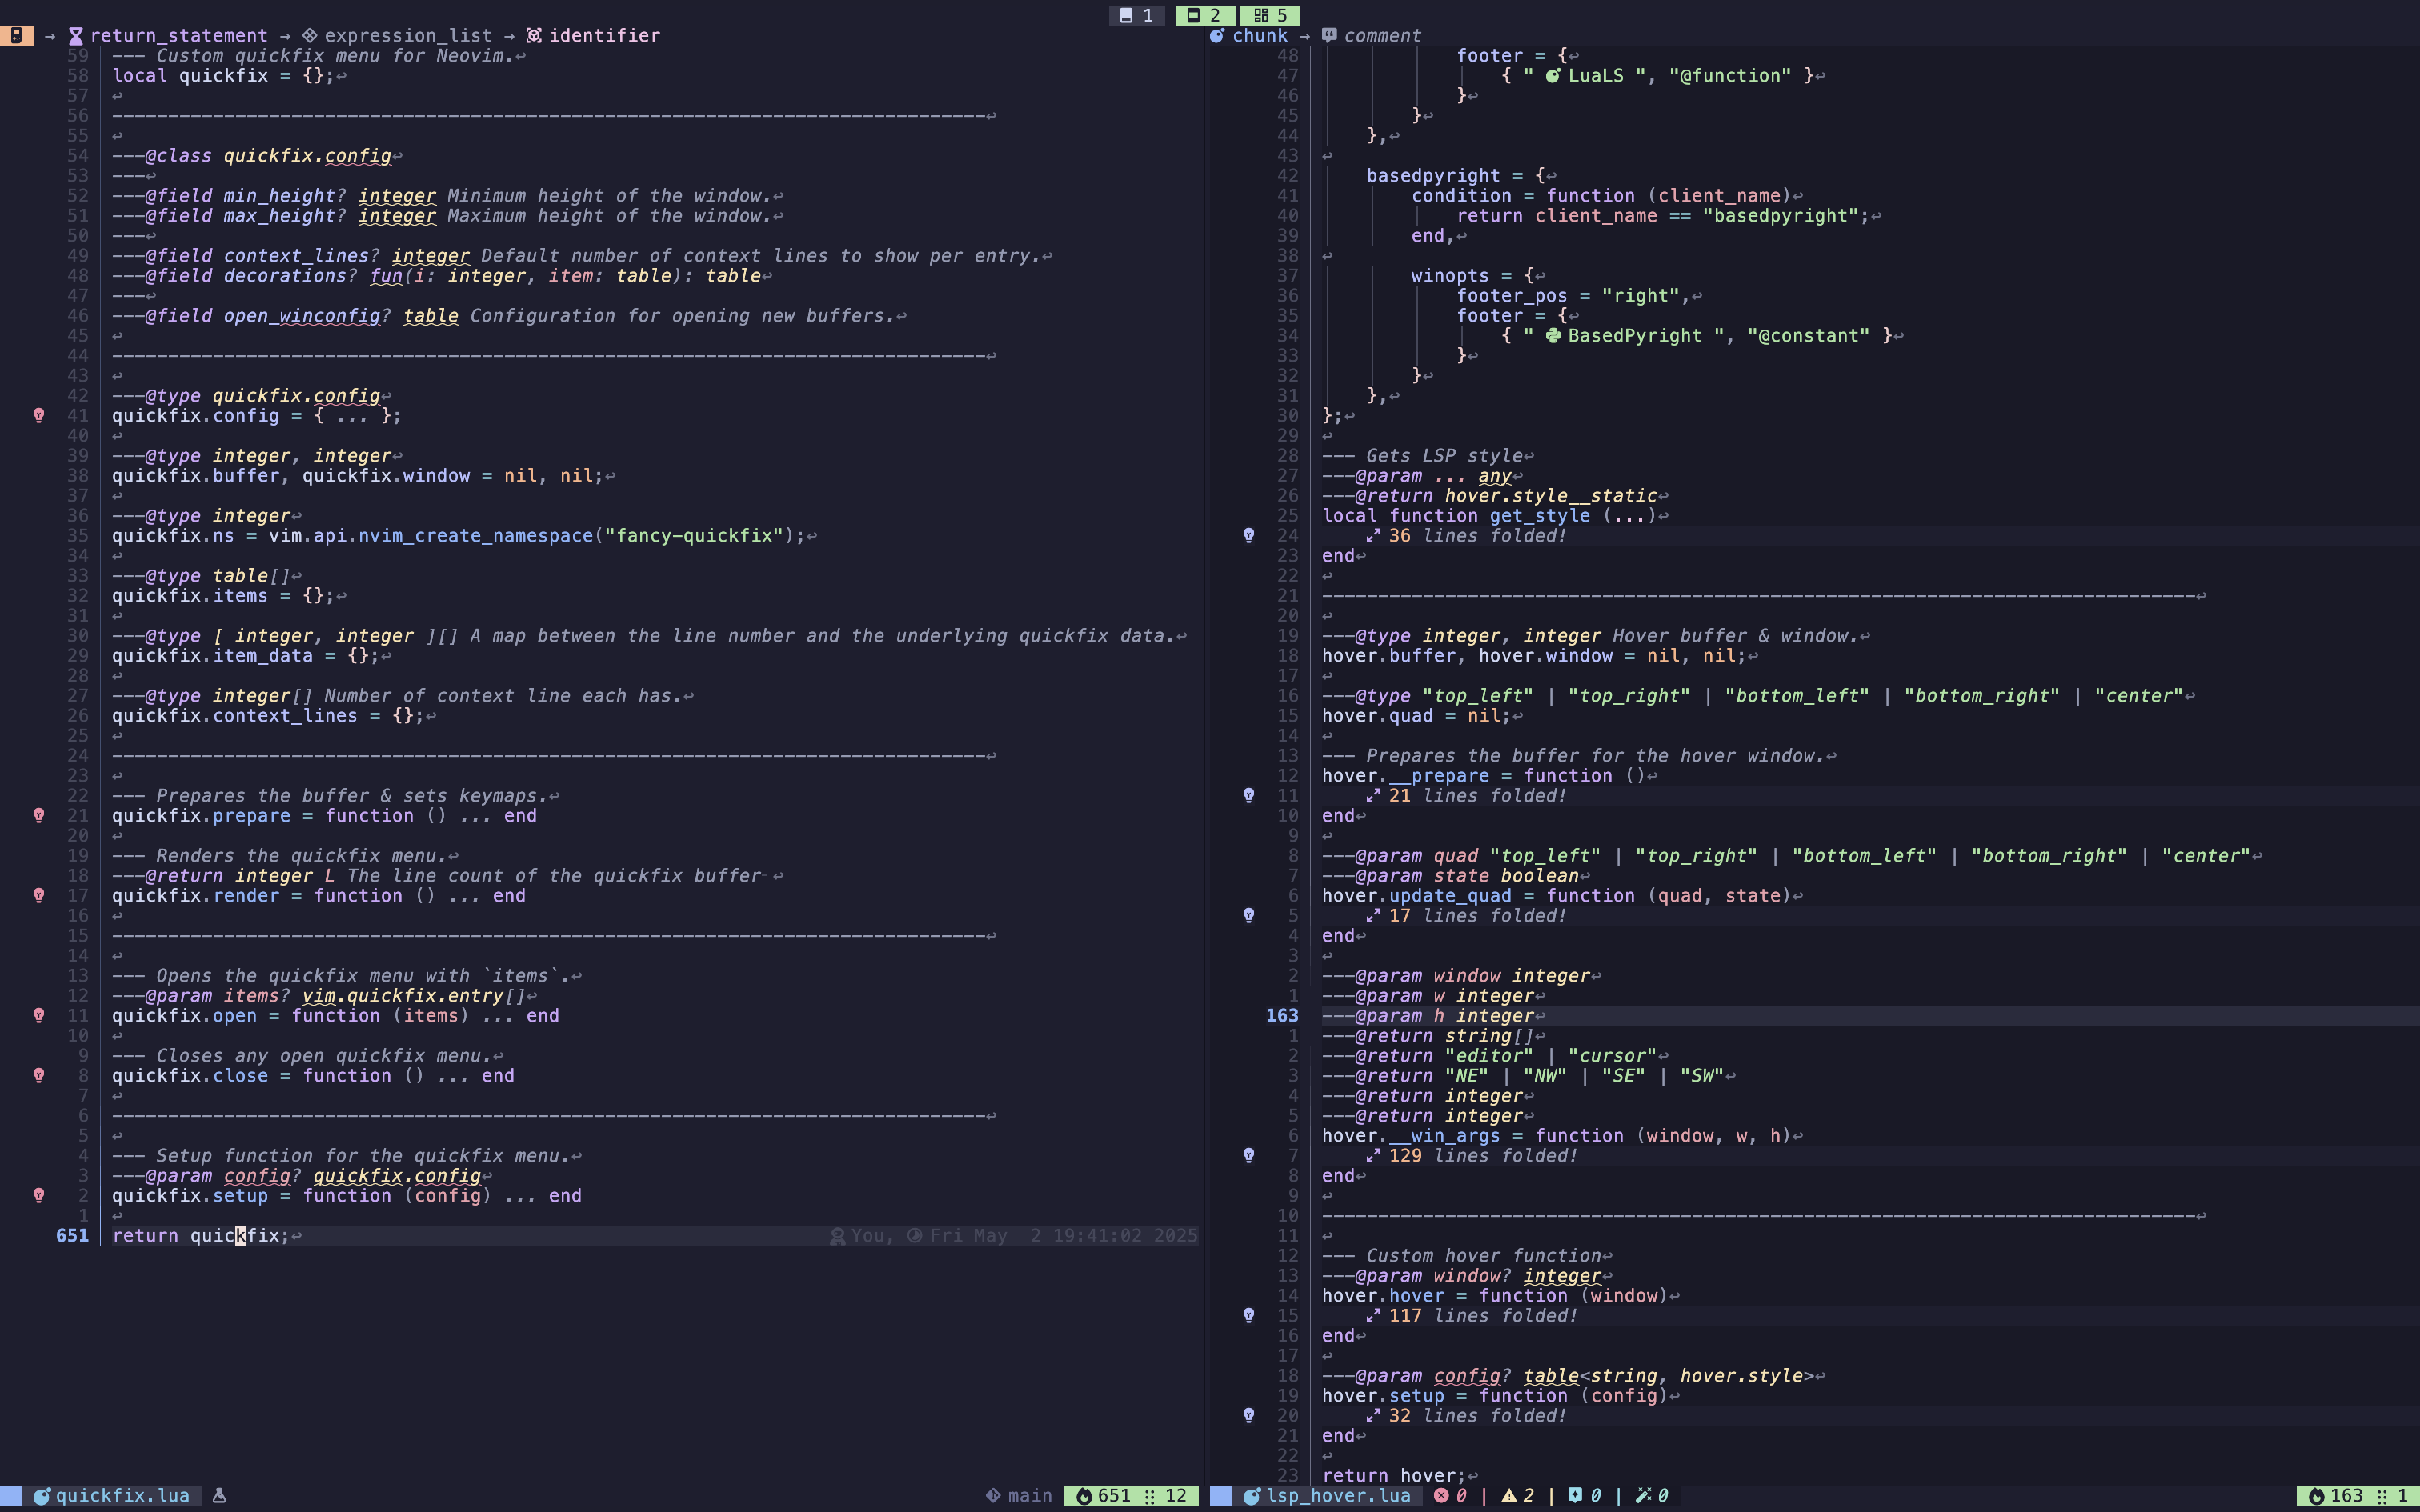 1 2 5
→ return_statement → expression_list → identifier
59 --- Custom quickfix menu for Neovim.↩
58 local quickfix = {};↩
57 ↩
56 ------------------------------------------------------------------------------↩
55 ↩
54 ---@class quickfix.config↩
53 ---↩
52 ---@field min_height? integer Minimum height of the window.↩
51 ---@field max_height? integer Maximum height of the window.↩
50 ---↩
49 ---@field context_lines? integer Default number of context lines to show per entry.↩
48 ---@field decorations? fun(i: integer, item: table): table↩
47 ---↩
46 ---@field open_winconfig? table Configuration for opening new buffers.↩
45 ↩
44 ------------------------------------------------------------------------------↩
43 ↩
42 ---@type quickfix.config↩
41 quickfix.config = { ... };
40 ↩
39 ---@type integer, integer↩
38 quickfix.buffer, quickfix.window = nil, nil;↩
37 ↩
36 ---@type integer↩
35 quickfix.ns = vim.api.nvim_create_namespace("fancy-quickfix");↩
34 ↩
33 ---@type table[]↩
32 quickfix.items = {};↩
31 ↩
30 ---@type [ integer, integer ][] A map between the line number and the underlying quickfix data.↩
29 quickfix.item_data = {};↩
28 ↩
27 ---@type integer[] Number of context line each has.↩
26 quickfix.context_lines = {};↩
25 ↩
24 ------------------------------------------------------------------------------↩
23 ↩
22 --- Prepares the buffer & sets keymaps.↩
21 quickfix.prepare = function () ... end
20 ↩
19 --- Renders the quickfix menu.↩
18 ---@return integer L The line count of the quickfix buffer- ↩
17 quickfix.render = function () ... end
16 ↩
15 ------------------------------------------------------------------------------↩
14 ↩
13 --- Opens the quickfix menu with `items`.↩
12 ---@param items? vim.quickfix.entry[]↩
11 quickfix.open = function (items) ... end
10 ↩
9 --- Closes any open quickfix menu.↩
8 quickfix.close = function () ... end
7 ↩
6 ------------------------------------------------------------------------------↩
5 ↩
4 --- Setup function for the quickfix menu.↩
3 ---@param config? quickfix.config↩
2 quickfix.setup = function (config) ... end
1 ↩
651 return quickfix;↩ You, Fri May  2 19:41:02 2025
quickfix.lua main 651 12
chunk → comment
48 footer = {↩
47 { " LuaLS ", "@function" }↩
46 }↩
45 }↩
44 },↩
43 ↩
42 basedpyright = {↩
41 condition = function (client_name)↩
40 return client_name == "basedpyright";↩
39 end,↩
38 ↩
37 winopts = {↩
36 footer_pos = "right",↩
35 footer = {↩
34 { " BasedPyright ", "@constant" }↩
33 }↩
32 }↩
31 },↩
30 };↩
29 ↩
28 --- Gets LSP style↩
27 ---@param ... any↩
26 ---@return hover.style__static↩
25 local function get_style (...)↩
24 36 lines folded!
23 end↩
22 ↩
21 ------------------------------------------------------------------------------↩
20 ↩
19 ---@type integer, integer Hover buffer & window.↩
18 hover.buffer, hover.window = nil, nil;↩
17 ↩
16 ---@type "top_left" | "top_right" | "bottom_left" | "bottom_right" | "center"↩
15 hover.quad = nil;↩
14 ↩
13 --- Prepares the buffer for the hover window.↩
12 hover.__prepare = function ()↩
11 21 lines folded!
10 end↩
9 ↩
8 ---@param quad "top_left" | "top_right" | "bottom_left" | "bottom_right" | "center"↩
7 ---@param state boolean↩
6 hover.update_quad = function (quad, state)↩
5 17 lines folded!
4 end↩
3 ↩
2 ---@param window integer↩
1 ---@param w integer↩
163 ---@param h integer↩
1 ---@return string[]↩
2 ---@return "editor" | "cursor"↩
3 ---@return "NE" | "NW" | "SE" | "SW"↩
4 ---@return integer↩
5 ---@return integer↩
6 hover.__win_args = function (window, w, h)↩
7 129 lines folded!
8 end↩
9 ↩
10 ------------------------------------------------------------------------------↩
11 ↩
12 --- Custom hover function↩
13 ---@param window? integer↩
14 hover.hover = function (window)↩
15 117 lines folded!
16 end↩
17 ↩
18 ---@param config? table<string, hover.style>↩
19 hover.setup = function (config)↩
20 32 lines folded!
21 end↩
22 ↩
23 return hover;↩
lsp_hover.lua 0 | 2 | 0 | 0 163 1